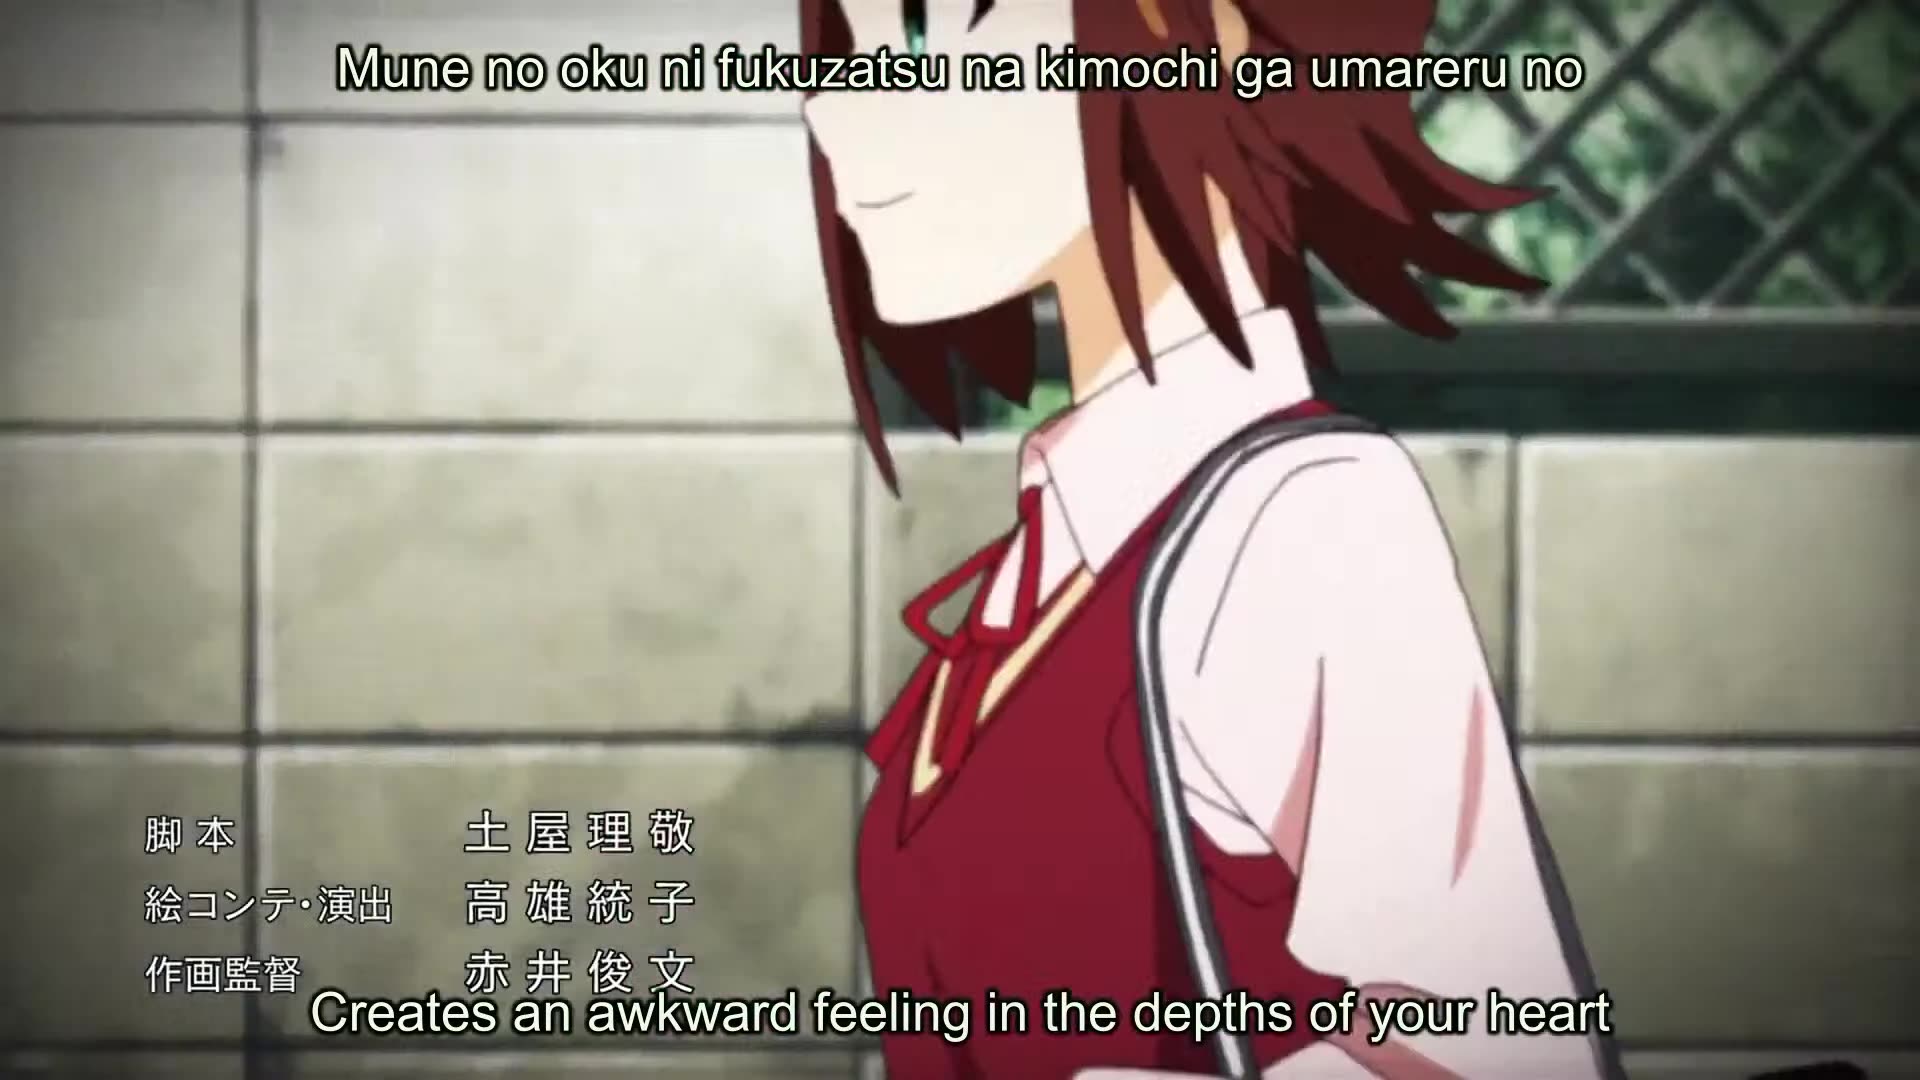 Mune no oku ni fukuzatsu na kimochi ga umareru no
脚本 土屋理敬
絵コンテ・演出 高雄統子
作画監督 赤井俊文
Creates an awkward feeling in the depths of your heart